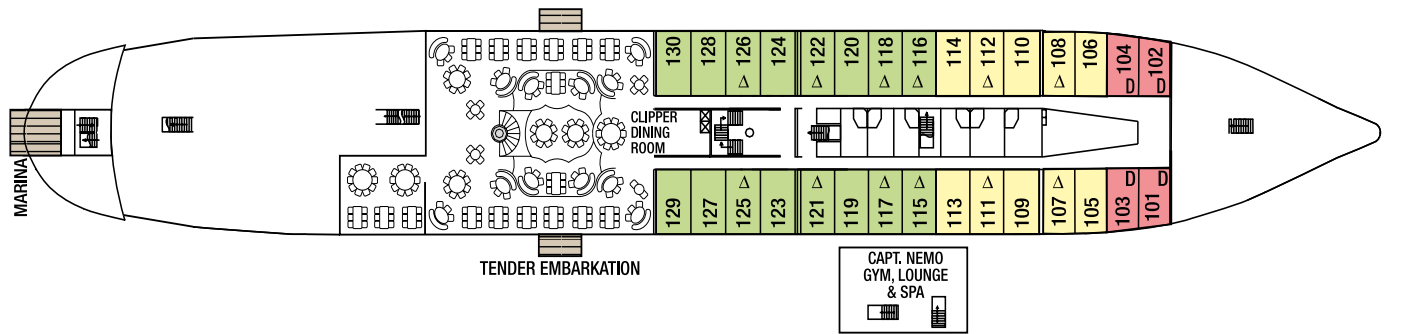 130
128
△ 126
124
△ 122
120
△ 118
△ 116
114
△ 112
110
△ 108
106
104
D
102
D
CLIPPER
DINING
ROOM
MARINA
129
127
125 △
123
121 △
119
117 △
115 △
113
111 △
109
107 △
105
103
D
101
D
TENDER EMBARKATION
CAPT. NEMO
GYM, LOUNGE
& SPA